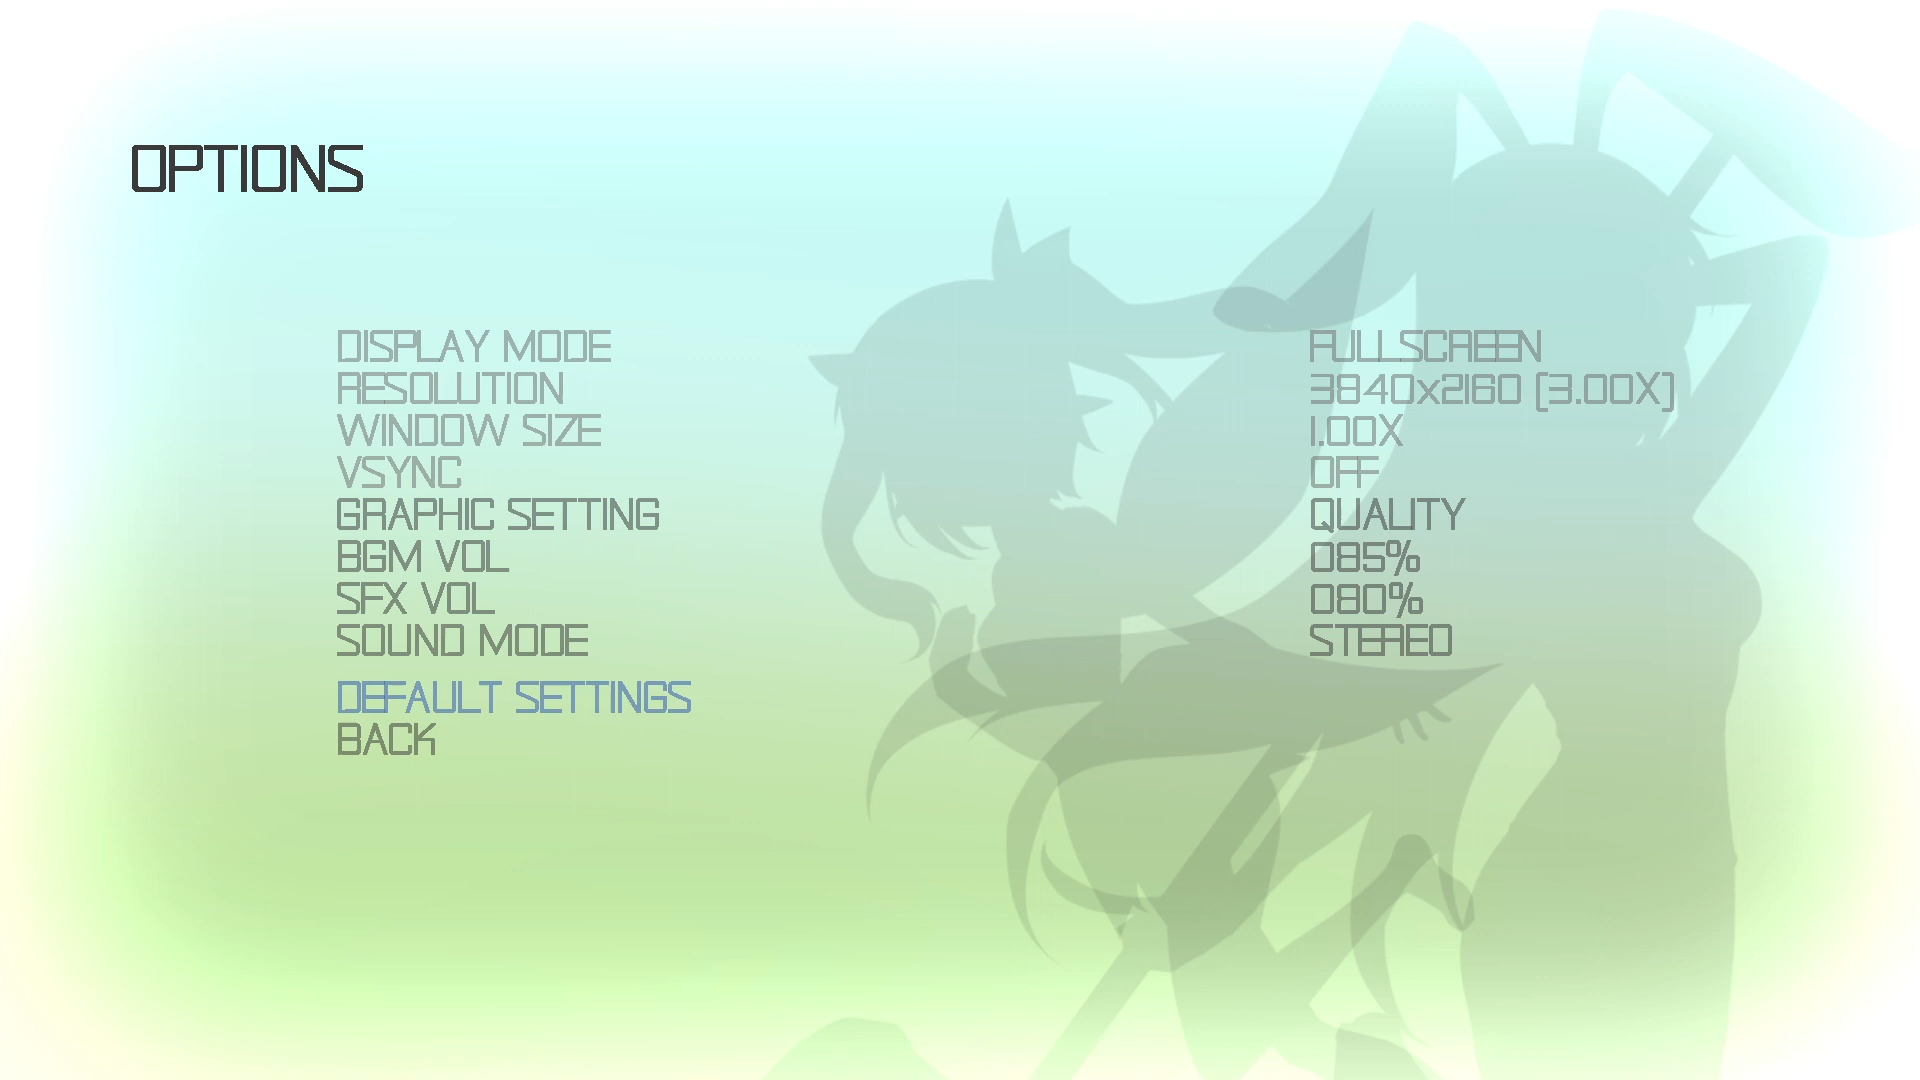 OPTIONS
DISPLAY MODE FULLSCREEN
RESOLUTION 3840x2160 (3.00X)
WINDOW SIZE 1.00X
VSYNC OFF
GRAPHIC SETTING QUALITY
BGM VOL 085%
SFX VOL 080%
SOUND MODE STEREO
DEFAULT SETTINGS
BACK